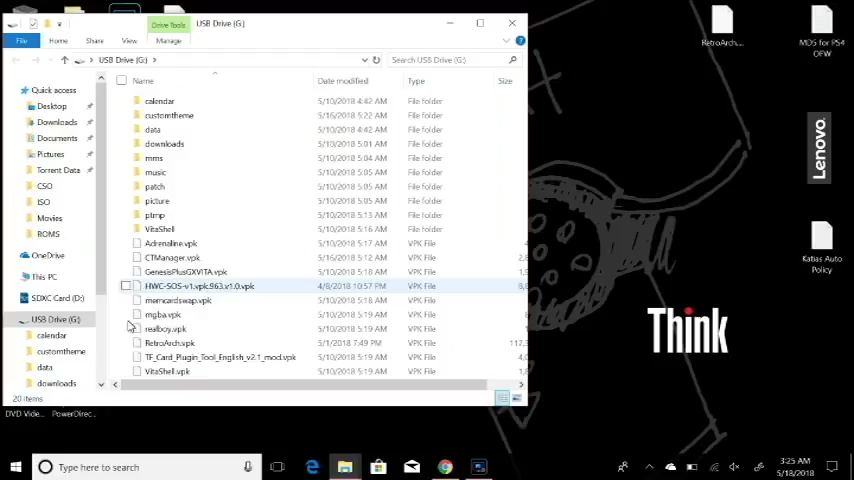 USB Drive (G:)
Drive Tools
File
Home
Share
View
Manage
USB Drive (G:)
Search USB Drive (G:)
Name
Date modified
Type
Size
Quick access
Desktop
Downloads
Documents
Pictures
Torrent Data
CSO
ISO
Movies
ROMS
OneDrive
This PC
SDXC Card (D:)
USB Drive (G:)
calendar
customtheme
data
downloads
calendar 5/10/2018 4:42 AM File folder
customtheme 5/16/2018 5:22 AM File folder
data 5/10/2018 4:42 AM File folder
downloads 5/10/2018 5:01 AM File folder
mms 5/10/2018 5:04 AM File folder
music 5/10/2018 5:05 AM File folder
patch 5/10/2018 5:05 AM File folder
picture 5/10/2018 5:05 AM File folder
ptmp 5/10/2018 5:13 AM File folder
VitaShell 5/10/2018 5:16 AM File folder
Adrenaline.vpk 5/10/2018 5:17 AM VPK File 4
CTManager.vpk 5/16/2018 5:12 AM VPK File 2,8
GenesisPlusGXVITA.vpk 5/10/2018 5:18 AM VPK File
HWC-SOS-v1.vpk.963.v1.0.vpk 4/8/2018 10:57 PM VPK File
memcardswap.vpk 5/10/2018 5:18 AM VPK File
mgba.vpk 5/10/2018 5:19 AM VPK File
realboy.vpk 5/10/2018 5:19 AM VPK File
RetroArch.vpk 5/1/2018 7:49 PM VPK File 117,3
TF_Card_Plugin_Tool_English_v2.1_mod.vpk 5/10/2018 5:19 AM VPK File 4,0
VitaShell.vpk 5/10/2018 5:19 AM VPK File
20 items
DVD Vide...
PowerDirec...
RetroArch....
MD5 for PS4 OFW
Lenovo
Katias Auto Policy
Think
Type here to search
3:25 AM
5/18/2018